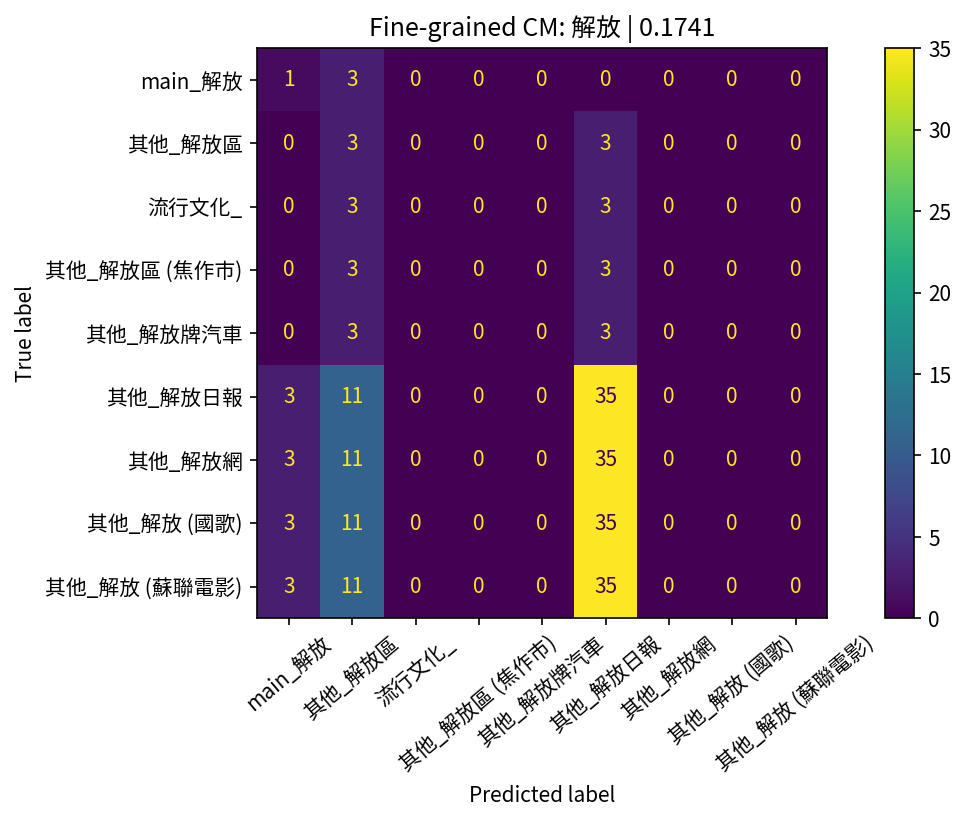 Fine-grained CM: 解放 | 0.1741
True label
main_解放 1 3 0 0 0 0 0 0 0
其他_解放區 0 3 0 0 0 3 0 0 0
流行文化_ 0 3 0 0 0 3 0 0 0
其他_解放區 (焦作市) 0 3 0 0 0 3 0 0 0
其他_解放牌汽車 0 3 0 0 0 3 0 0 0
其他_解放日報 3 11 0 0 0 35 0 0 0
其他_解放網 3 11 0 0 0 35 0 0 0
其他_解放 (國歌) 3 11 0 0 0 35 0 0 0
其他_解放 (蘇聯電影) 3 11 0 0 0 35 0 0 0
main_解放
其他_解放區
流行文化_
其他_解放區 (焦作市)
其他_解放牌汽車
其他_解放日報
其他_解放網
其他_解放 (國歌)
其他_解放 (蘇聯電影)
Predicted label
35
30
25
20
15
10
5
0